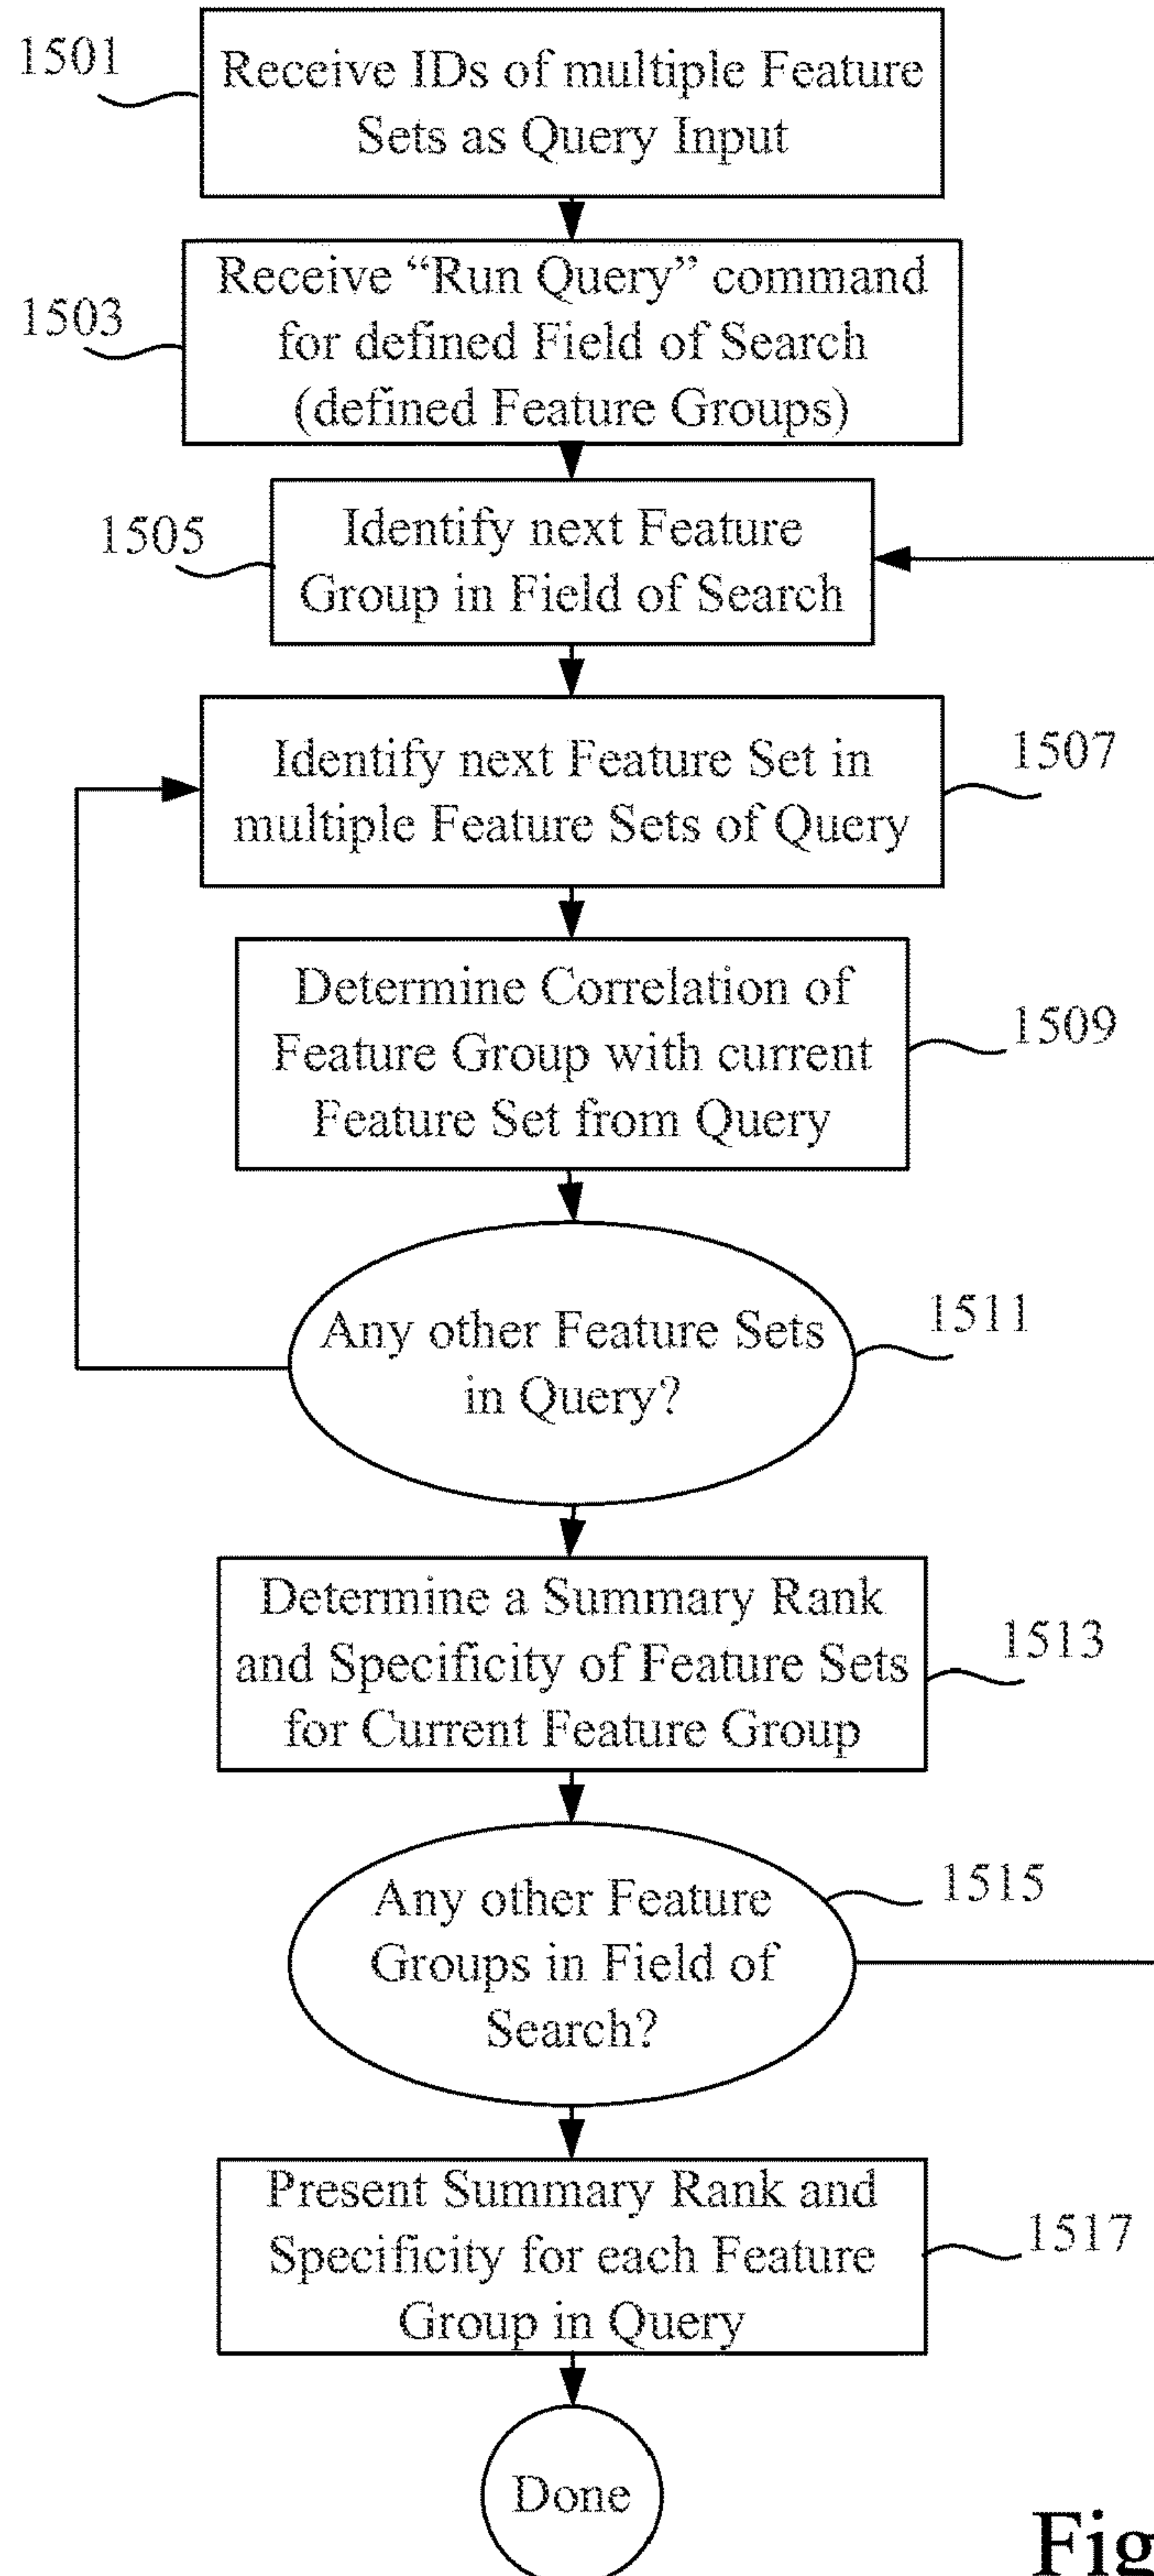 1501
Receive IDs of multiple Feature
Sets as Query Input
1503
Receive “Run Query” command
for defined Field of Search
(defined Feature Groups)
1505
Identify next Feature
Group in Field of Search
1507
Identify next Feature Set in
multiple Feature Sets of Query
1509
Determine Correlation of
Feature Group with current
Feature Set from Query
1511
Any other Feature Sets
in Query?
1513
Determine a Summary Rank
and Specificity of Feature Sets
for Current Feature Group
1515
Any other Feature
Groups in Field of
Search?
1517
Present Summary Rank and
Specificity for each Feature
Group in Query
Done
Fig